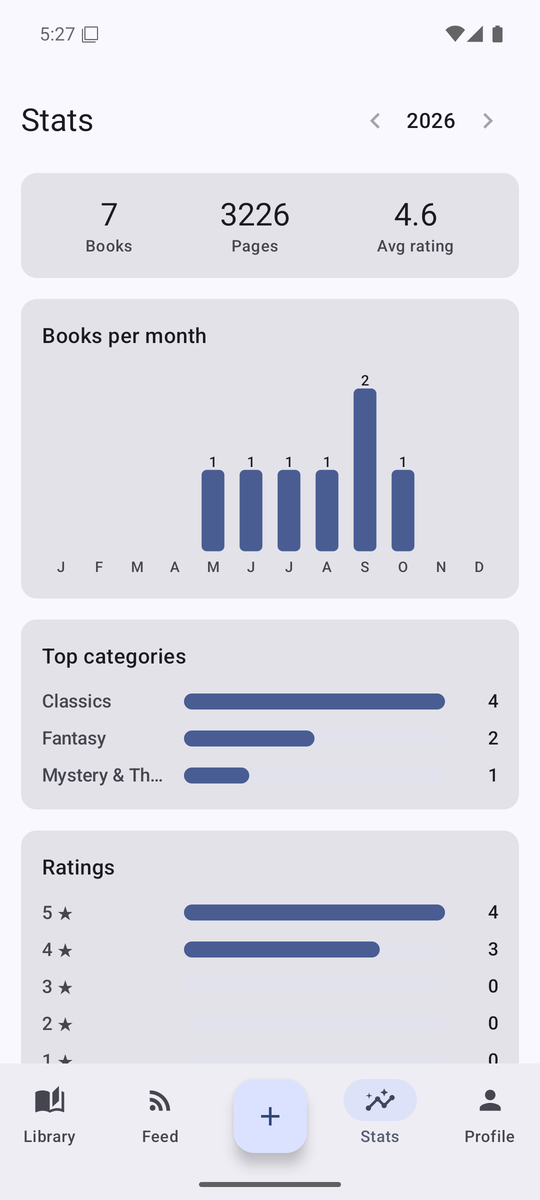 5:27
Stats
2026
7 3226 4.6
Books Pages Avg rating
Books per month
2
1 1 1 1 1
J F M A M J J A S O N D
Top categories
Classics 4
Fantasy 2
Mystery & Th... 1
Ratings
5 ★ 4
4 ★ 3
3 ★ 0
2 ★ 0
1 ★ 0
+
Library Feed Stats Profile